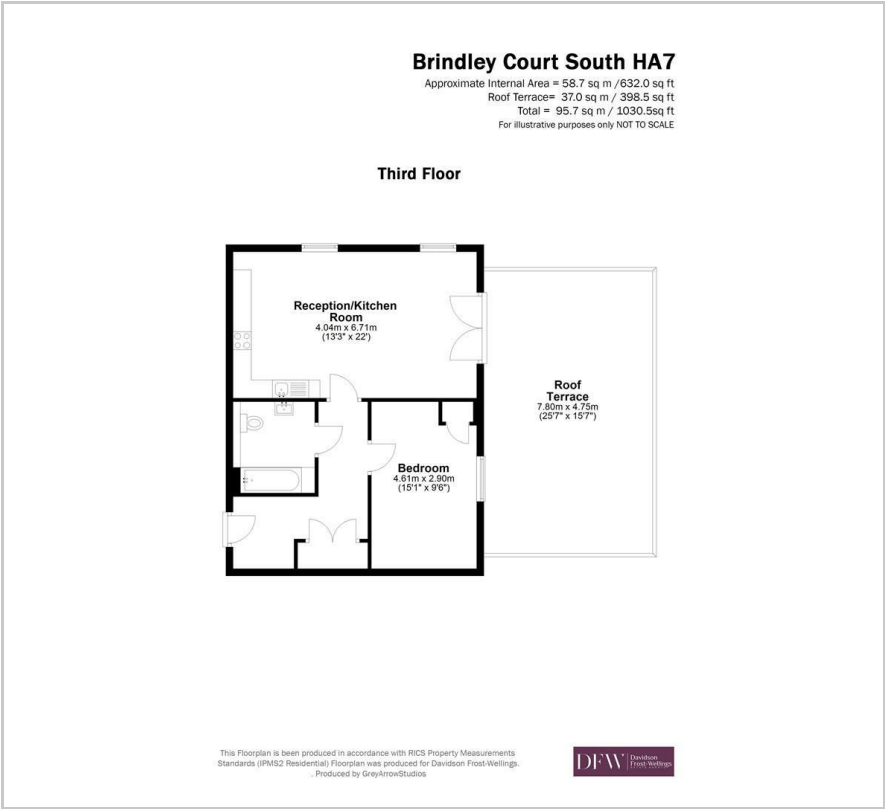 Brindley Court South HA7
Approximate Internal Area = 58.7 sq m /632.0 sq ft
Roof Terrace= 37.0 sq m / 398.5 sq ft
Total = 95.7 sq m / 1030.5sq ft
For illustrative purposes only NOT TO SCALE
Third Floor
Reception/Kitchen
Room
4.04m x 6.71m
(13'3" x 22')
Roof
Terrace
7.80m x 4.75m
(25'7" x 15'7")
Bedroom
4.61m x 2.90m
(15'1" x 9'6")
This Floorplan is been produced in accordance with RICS Property Measurements
Standards (IPMS2 Residential) Floorplan was produced for Davidson Frost-Wellings.
. Produced by GreyArrowStudios
DFW
Davidson
Frost-Wellings